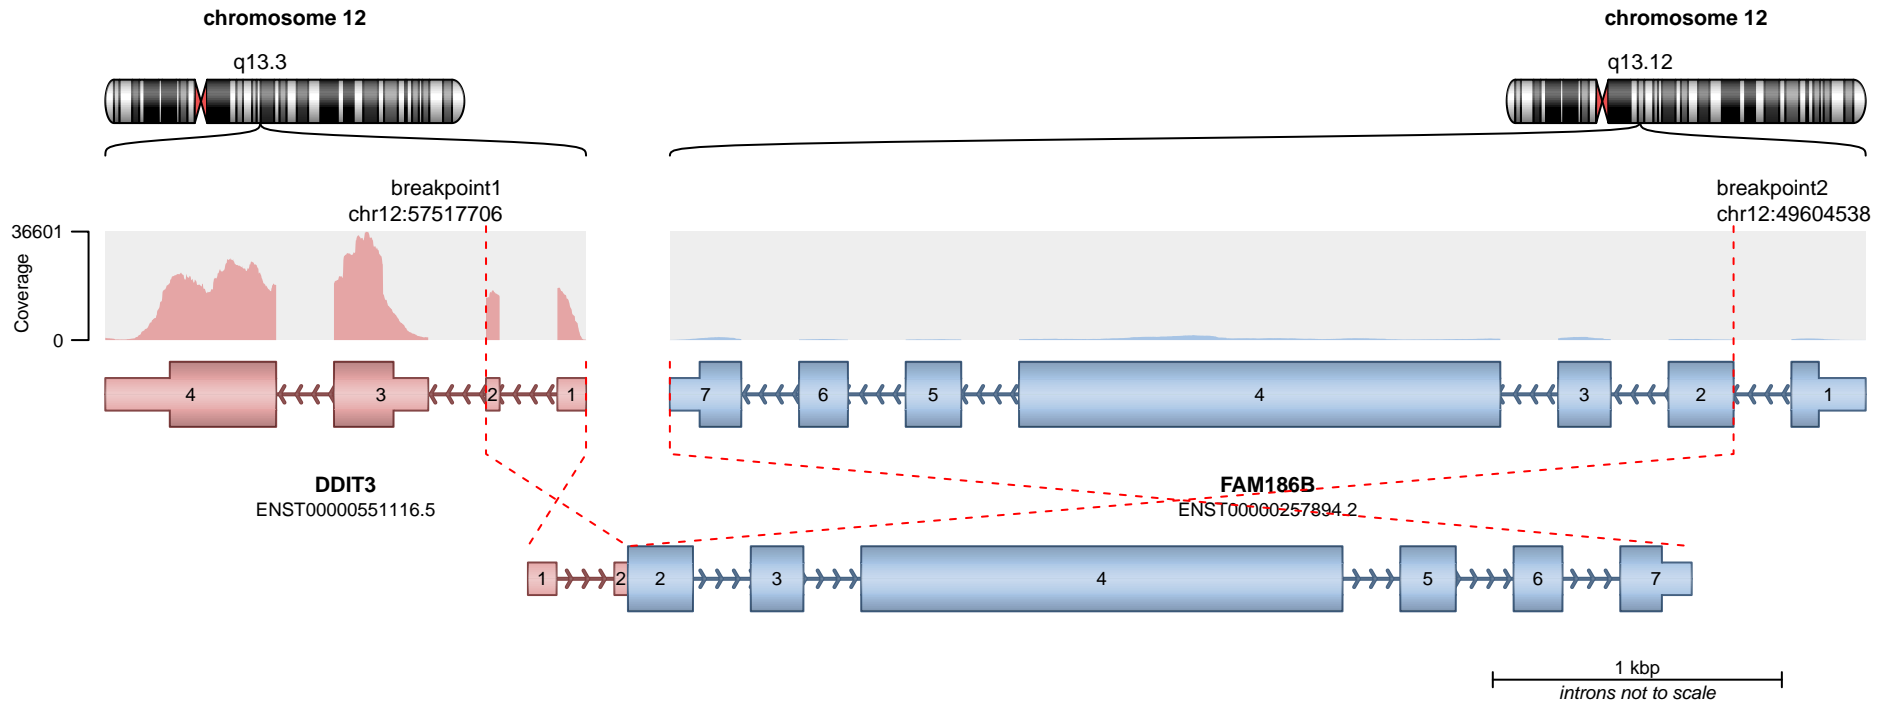 chromosome 12
chromosome 12
q13.3
q13.12
breakpoint1
chr12:57517706
breakpoint2
chr12:49604538
36601
Coverage
0
4
3
2
1
7
6
5
4
3
2
1
DDIT3
ENST00000551116.5
FAM186B
ENST00000257894.2
1
2
2
3
4
5
6
7
1 kbp
introns not to scale